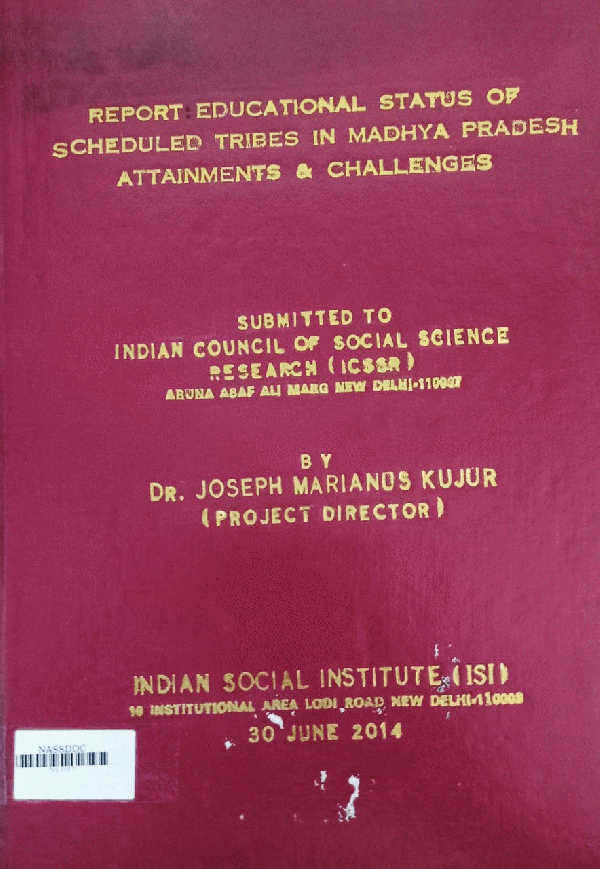 REPORT: EDUCATIONAL STATUS OF
SCHEDULED TRIBES IN MADHYA PRADESH
ATTAINMENTS & CHALLENGES
SUBMITTED TO
INDIAN COUNCIL OF SOCIAL SCIENCE
RESEARCH (ICSSR)
ARUNA ASAF ALI MARG NEW DELHI-110067
BY
DR. JOSEPH MARIANUS KUJUR
(PROJECT DIRECTOR)
INDIAN SOCIAL INSTITUTE (ISI)
10 INSTITUTIONAL AREA LODI ROAD NEW DELHI-110003
30 JUNE 2014
NASSDOC